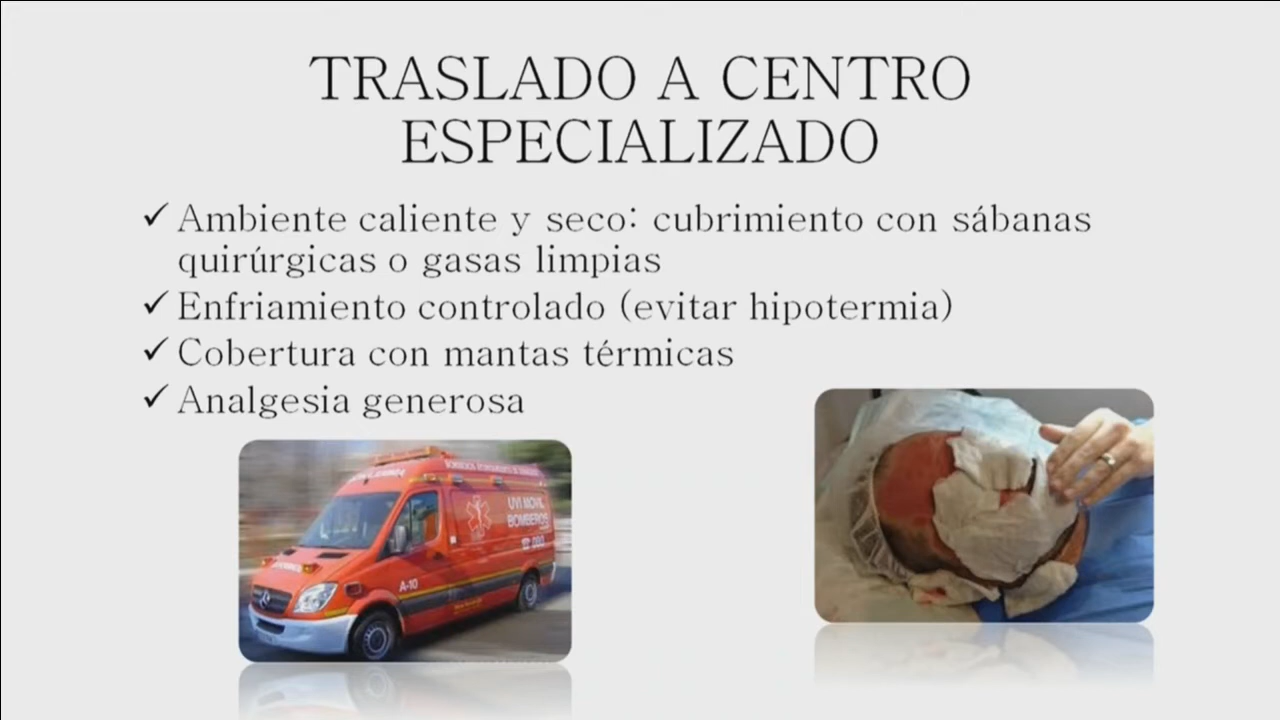 TRASLADO A CENTRO
ESPECIALIZADO
✓ Ambiente caliente y seco: cubrimiento con sábanas
quirúrgicas o gasas limpias
✓ Enfriamiento controlado (evitar hipotermia)
✓ Cobertura con mantas térmicas
✓ Analgesia generosa
UVI MOVIL
BOMBEROS
☎ 080
A-10